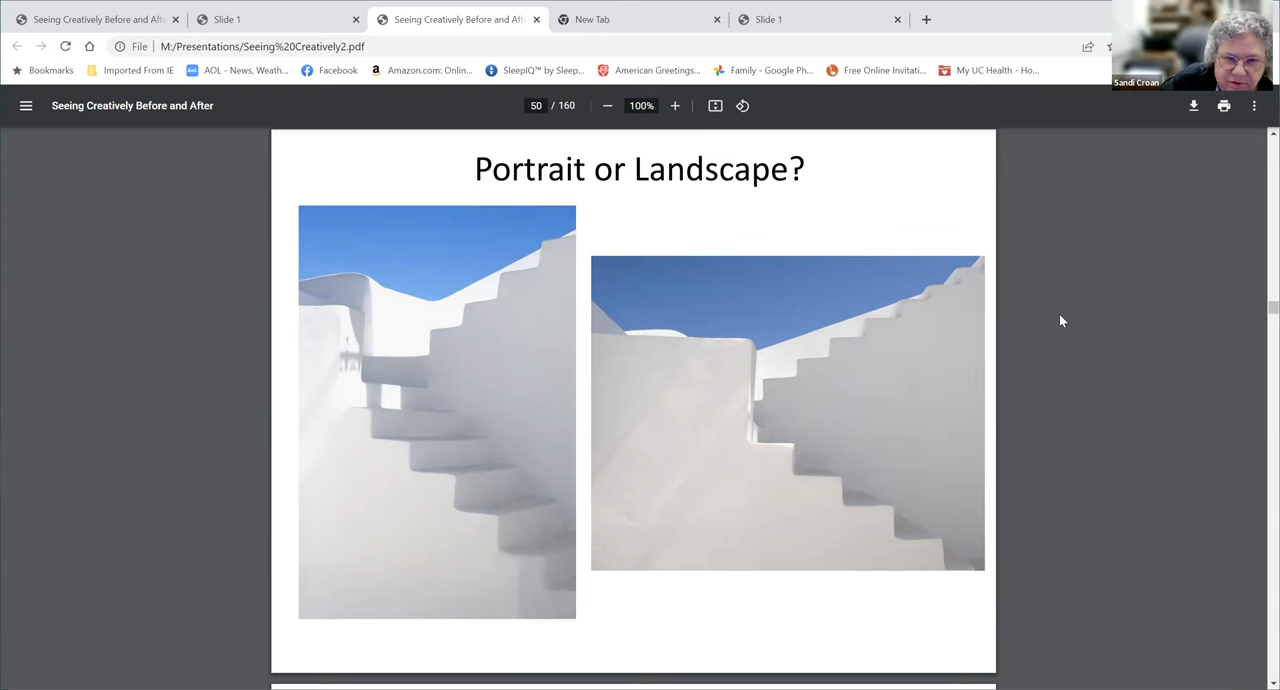 Seeing Creatively Before and Afte
Slide 1
Seeing Creatively Before and Afte
New Tab
Slide 1
File
M:/Presentations/Seeing%20Creatively2.pdf
Bookmarks
Imported From IE
AOL - News, Weath...
Facebook
Amazon.com: Onlin...
SleepIQ™ by Sleep...
American Greetings...
Family - Google Ph...
Free Online Invitati...
My UC Health - Ho...
Sandi Croan
Seeing Creatively Before and After
50 / 160
100%
Portrait or Landscape?